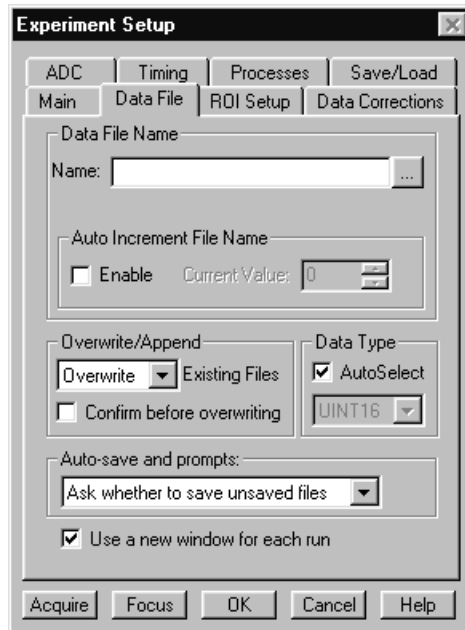 Experiment Setup
ADC Timing Processes Save/Load
Main Data File ROI Setup Data Corrections
Data File Name
Name: ...
Auto Increment File Name
Enable Current Value: 0
Overwrite/Append
Overwrite Existing Files
Confirm before overwriting
Data Type
AutoSelect
UINT16
Auto-save and prompts:
Ask whether to save unsaved files
Use a new window for each run
Acquire Focus OK Cancel Help